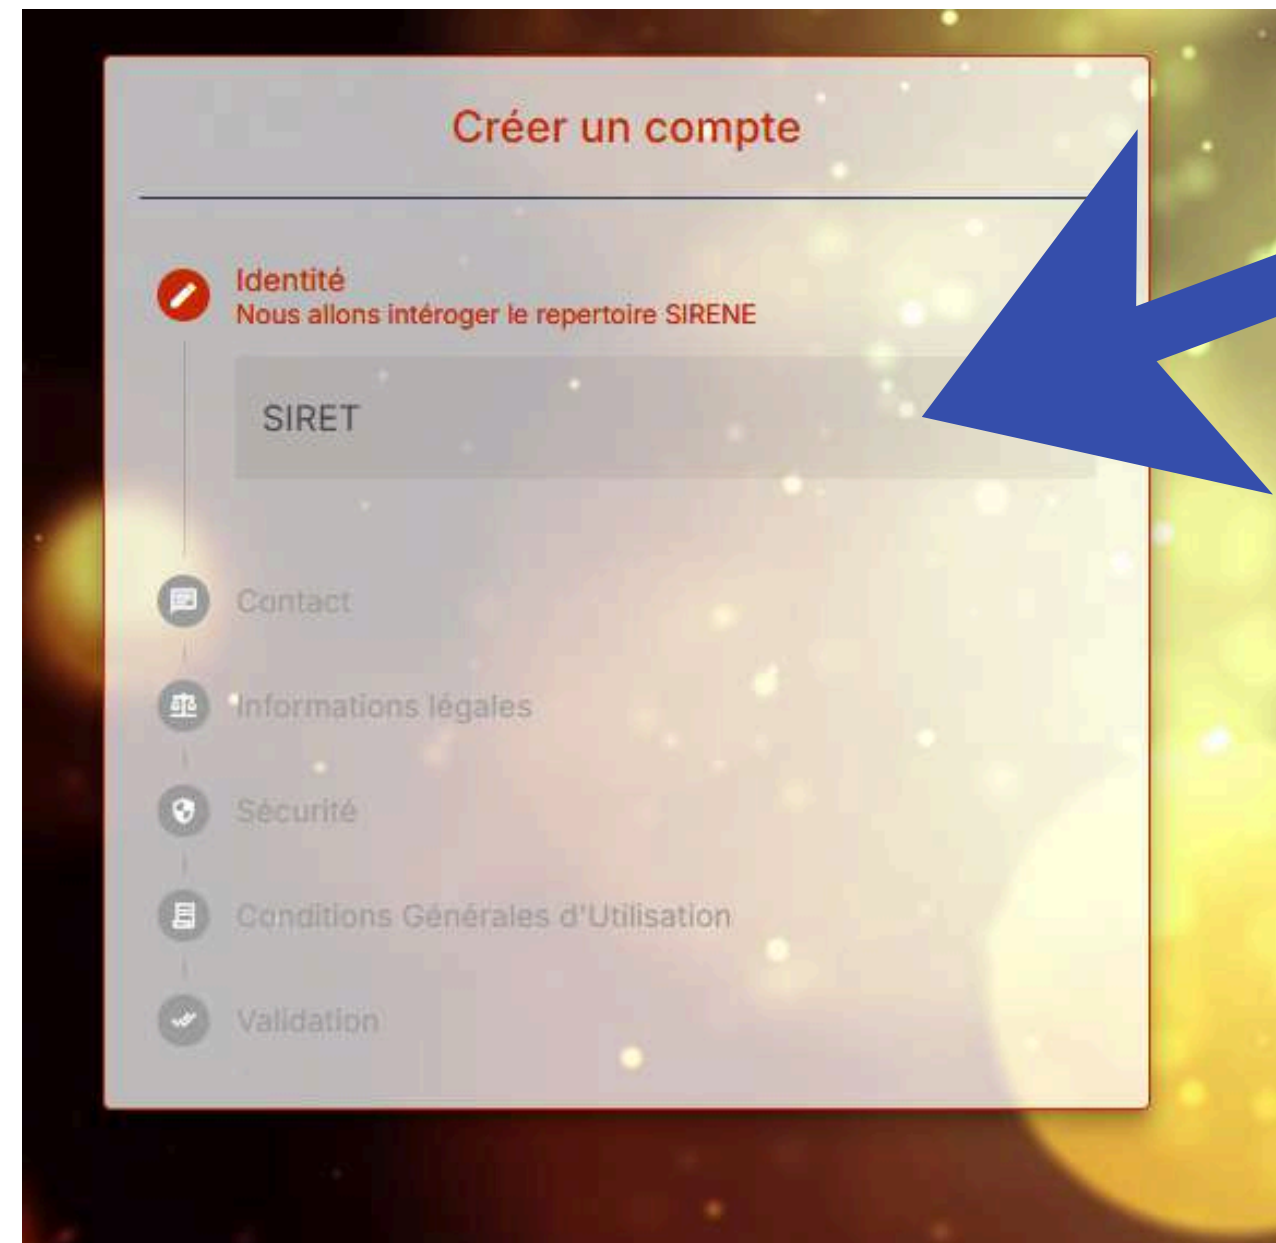 Créer un compte
Identité
Nous allons intéroger le repertoire SIRENE
SIRET
Contact
Informations légales
Sécurité
Conditions Générales d'Utilisation
Validation